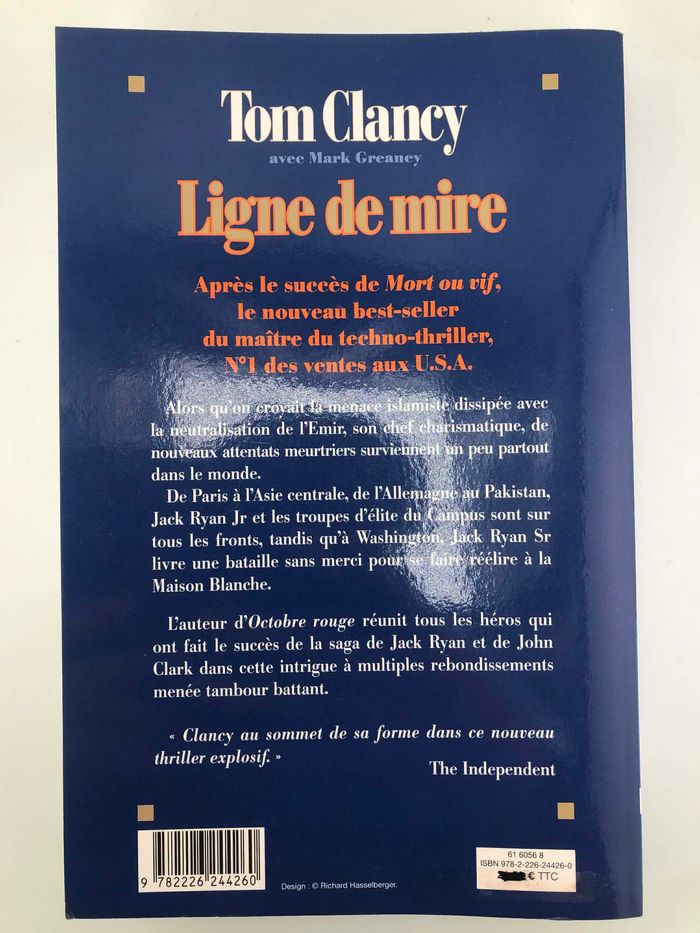 Tom Clancy
avec Mark Greaney
Ligne de mire
Après le succès de Mort ou vif,
le nouveau best-seller
du maître du techno-thriller,
N°1 des ventes aux U.S.A.
Alors qu'on croyait la menace islamiste dissipée avec
la neutralisation de l'Emir, son chef charismatique, de
nouveaux attentats meurtriers surviennent un peu partout
dans le monde.
De Paris à l'Asie centrale, de l'Allemagne au Pakistan,
Jack Ryan Jr et les troupes d'élite du Campus sont sur
tous les fronts, tandis qu'à Washington, Jack Ryan Sr
livre une bataille sans merci pour se faire réélire à la
Maison Blanche.
L'auteur d'Octobre rouge réunit tous les héros qui
ont fait le succès de la saga de Jack Ryan et de John
Clark dans cette intrigue à multiples rebondissements
menée tambour battant.
« Clancy au sommet de sa forme dans ce nouveau
thriller explosif. »
The Independent
9 782226 244260
Design : © Richard Hasselberger.
61 6056 8
ISBN 978-2-226-24426-0
€ TTC